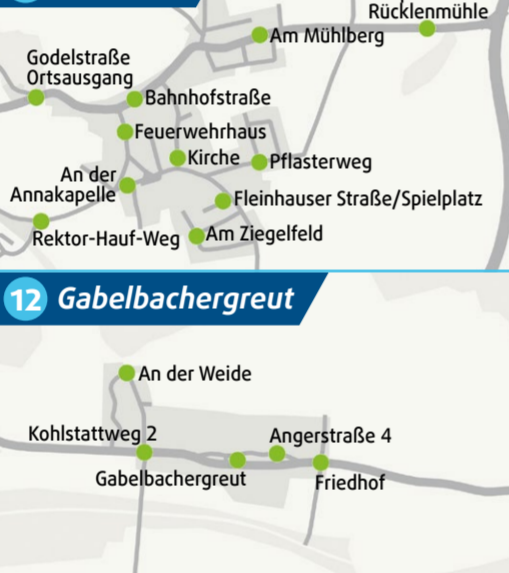 Rücklenmühle
Am Mühlberg
Godelstraße
Ortsausgang
Bahnhofstraße
Feuerwehrhaus
Kirche
Pflasterweg
An der
Annakapelle
Fleinhauser Straße/Spielplatz
Rektor-Hauf-Weg
Am Ziegelfeld
12 Gabelbachergreut
An der Weide
Kohlstattweg 2
Angerstraße 4
Gabelbachergreut
Friedhof